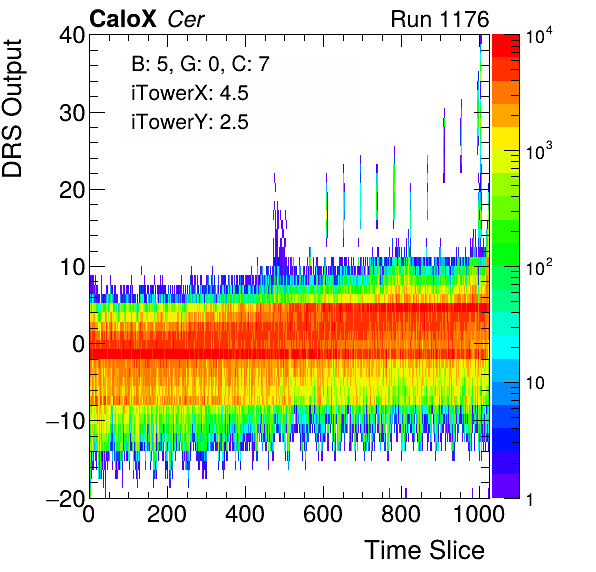 CaloX Cer Run 1176
DRS Output
B: 5, G: 0, C: 7
iTowerX: 4.5
iTowerY: 2.5
40
30
20
10
0
−10
−20
0 200 400 600 800 1000
Time Slice
10^4
10^3
10^2
10
1